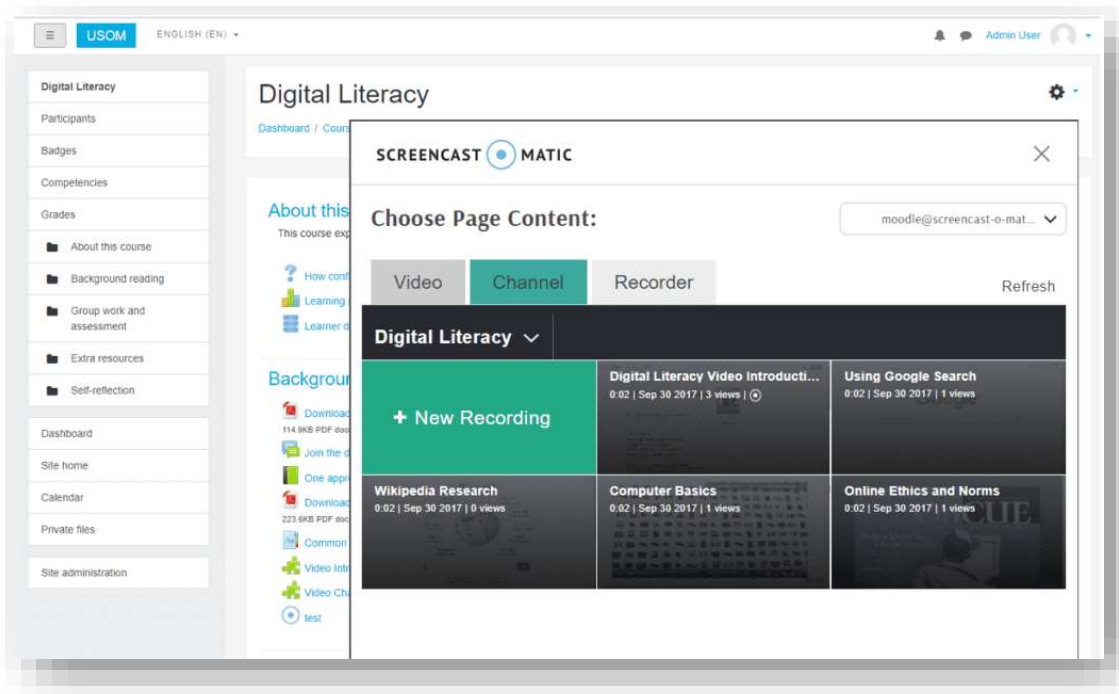 USOM
ENGLISH (EN)
Admin User
Digital Literacy
Participants
Badges
Competencies
Grades
About this course
Background reading
Group work and
assessment
Extra resources
Self-reflection
Dashboard
Site home
Calendar
Private files
Site administration
Digital Literacy
Dashboard / Cours
About this
This course exp
How conf
Learning s
Learner d
Backgrour
Download
114.9KB PDF doc
Join the d
One appr
Download
223.6KB PDF doc
Common
Video Intr
Video Cha
test
SCREENCAST MATIC
Choose Page Content:
moodle@screencast-o-mat...
Video
Channel
Recorder
Refresh
Digital Literacy
+ New Recording
Digital Literacy Video Introducti...
0:02 | Sep 30 2017 | 3 views |
Using Google Search
0:02 | Sep 30 2017 | 1 views
Wikipedia Research
0:02 | Sep 30 2017 | 0 views
Computer Basics
0:02 | Sep 30 2017 | 1 views
Online Ethics and Norms
0:02 | Sep 30 2017 | 1 views